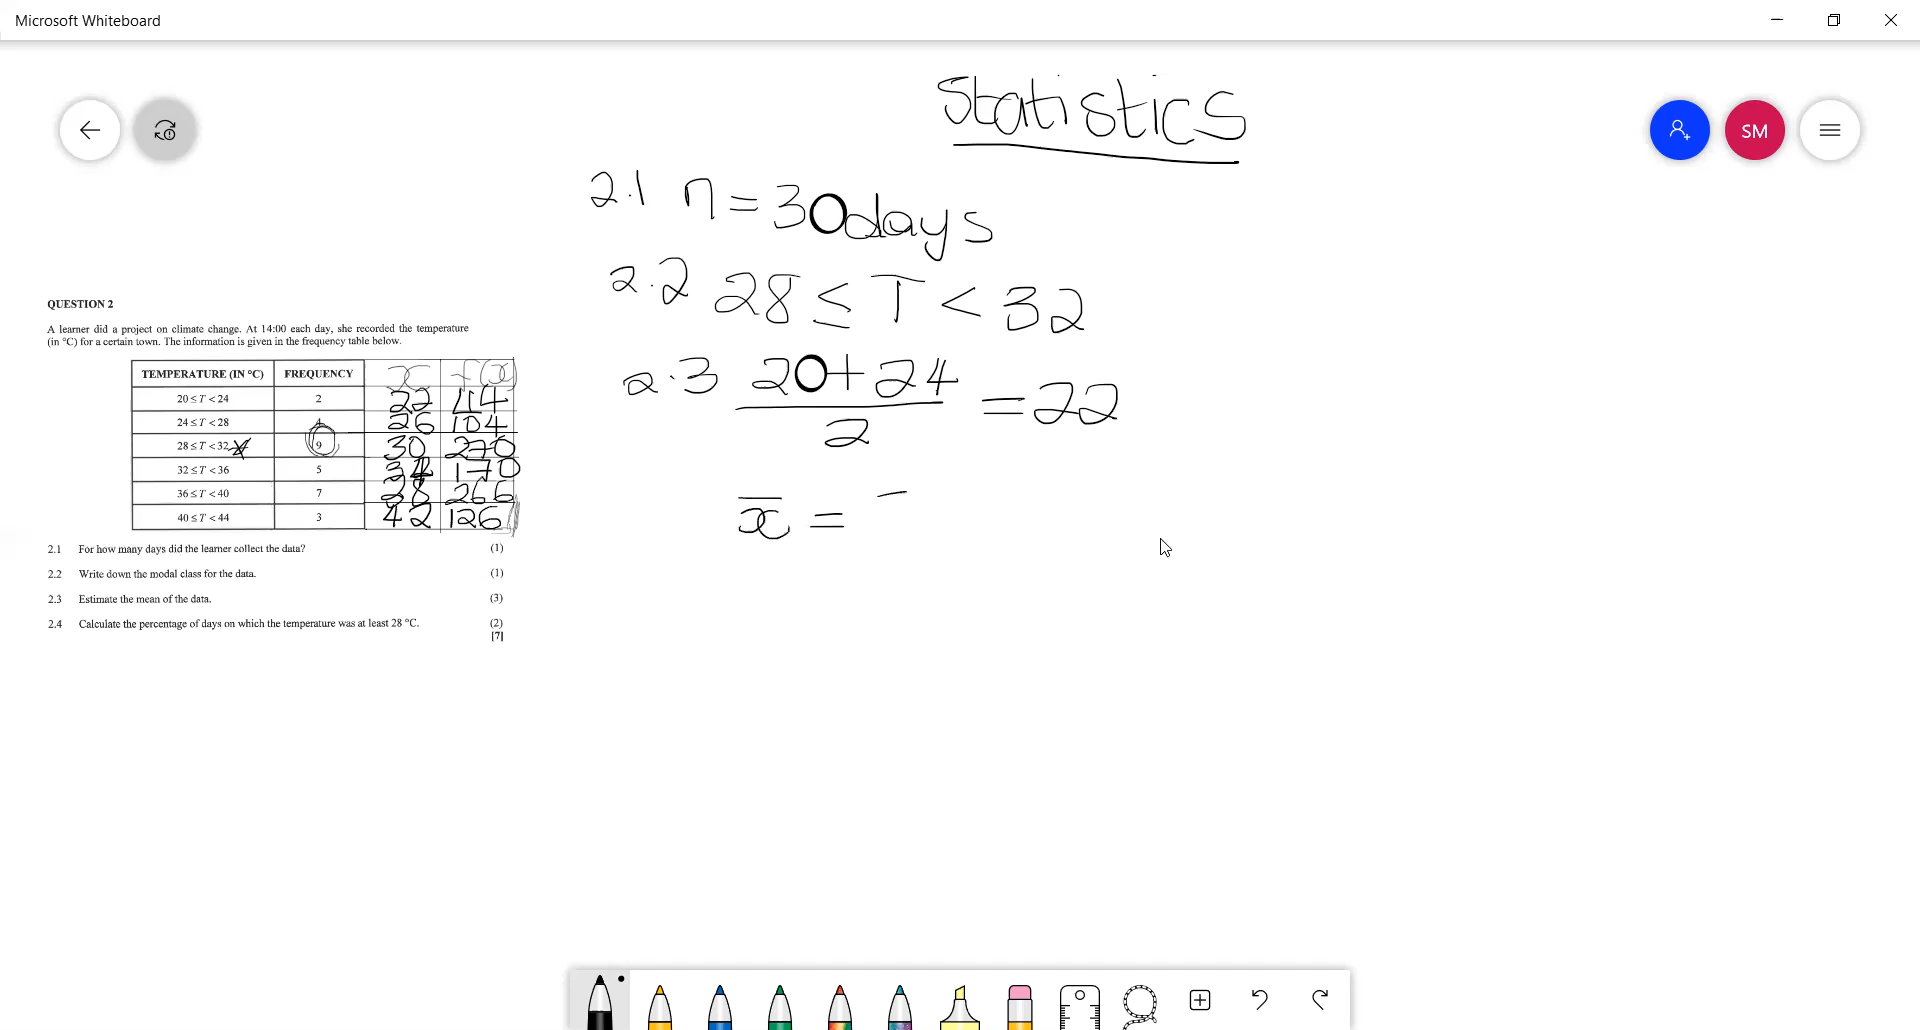 Microsoft Whiteboard
SM
Statistics
2.1 n = 30 days
2.2 28 ≤ T < 32
2.3 20 + 24
2
= 22
x̄ =
QUESTION 2
A learner did a project on climate change. At 14:00 each day, she recorded the temperature
(in °C) for a certain town. The information is given in the frequency table below.
TEMPERATURE (IN °C) FREQUENCY x f(x)
20 ≤ T < 24 2 22 44
24 ≤ T < 28 4 26 104
28 ≤ T < 32 9 30 270
32 ≤ T < 36 5 34 170
36 ≤ T < 40 7 28 266
40 ≤ T < 44 3 42 126
2.1 For how many days did the learner collect the data? (1)
2.2 Write down the modal class for the data. (1)
2.3 Estimate the mean of the data. (3)
2.4 Calculate the percentage of days on which the temperature was at least 28 °C. (2)
[7]